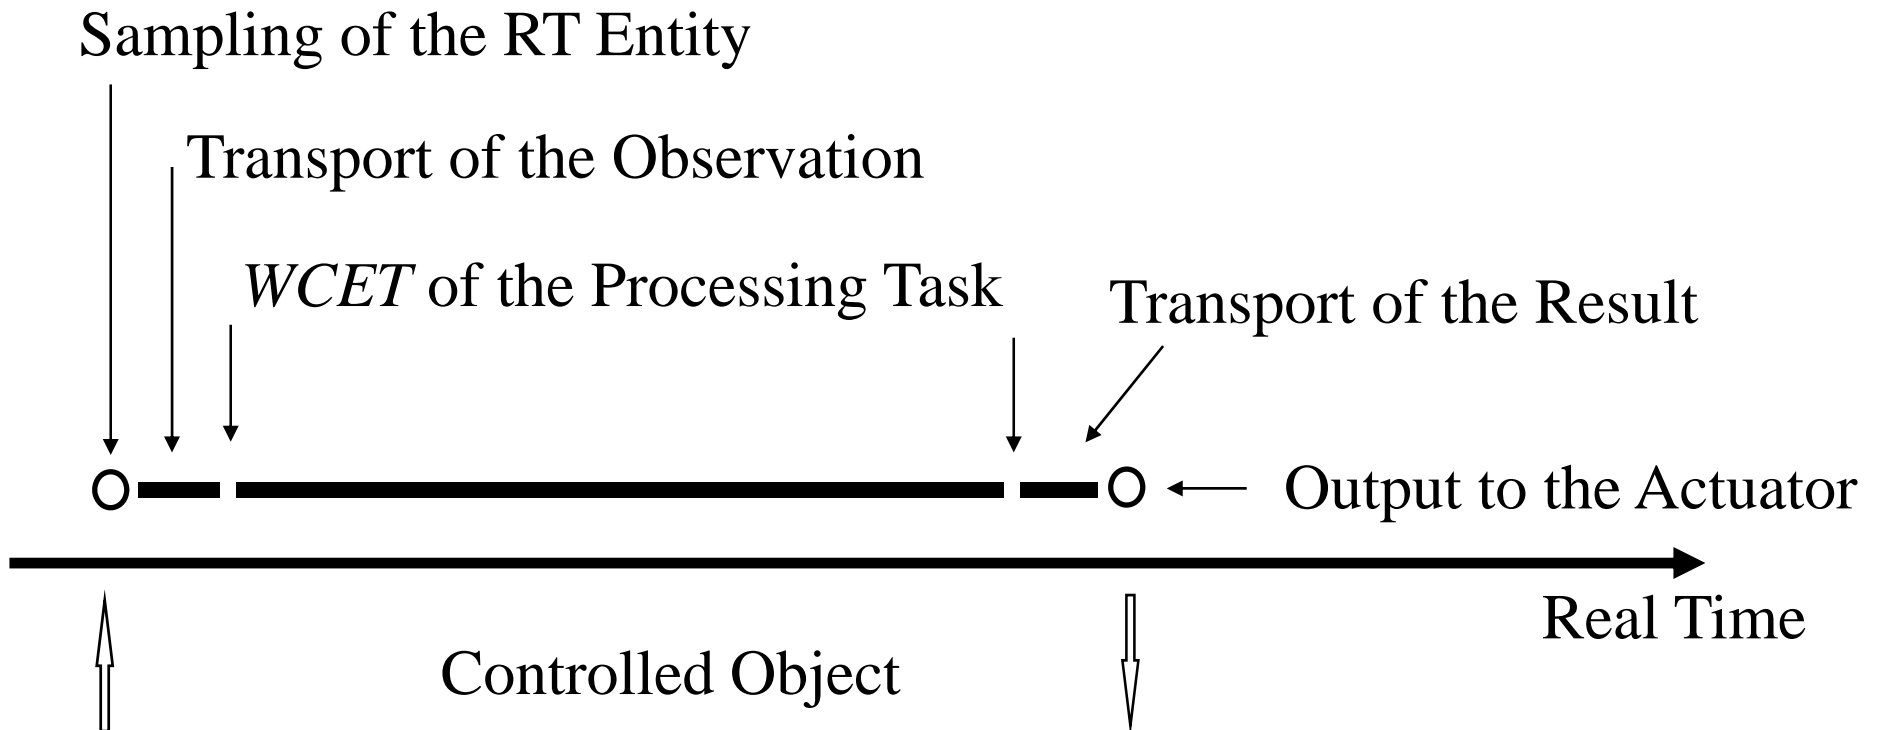 Sampling of the RT Entity
Transport of the Observation
WCET of the Processing Task
Transport of the Result
Output to the Actuator
Real Time
Controlled Object